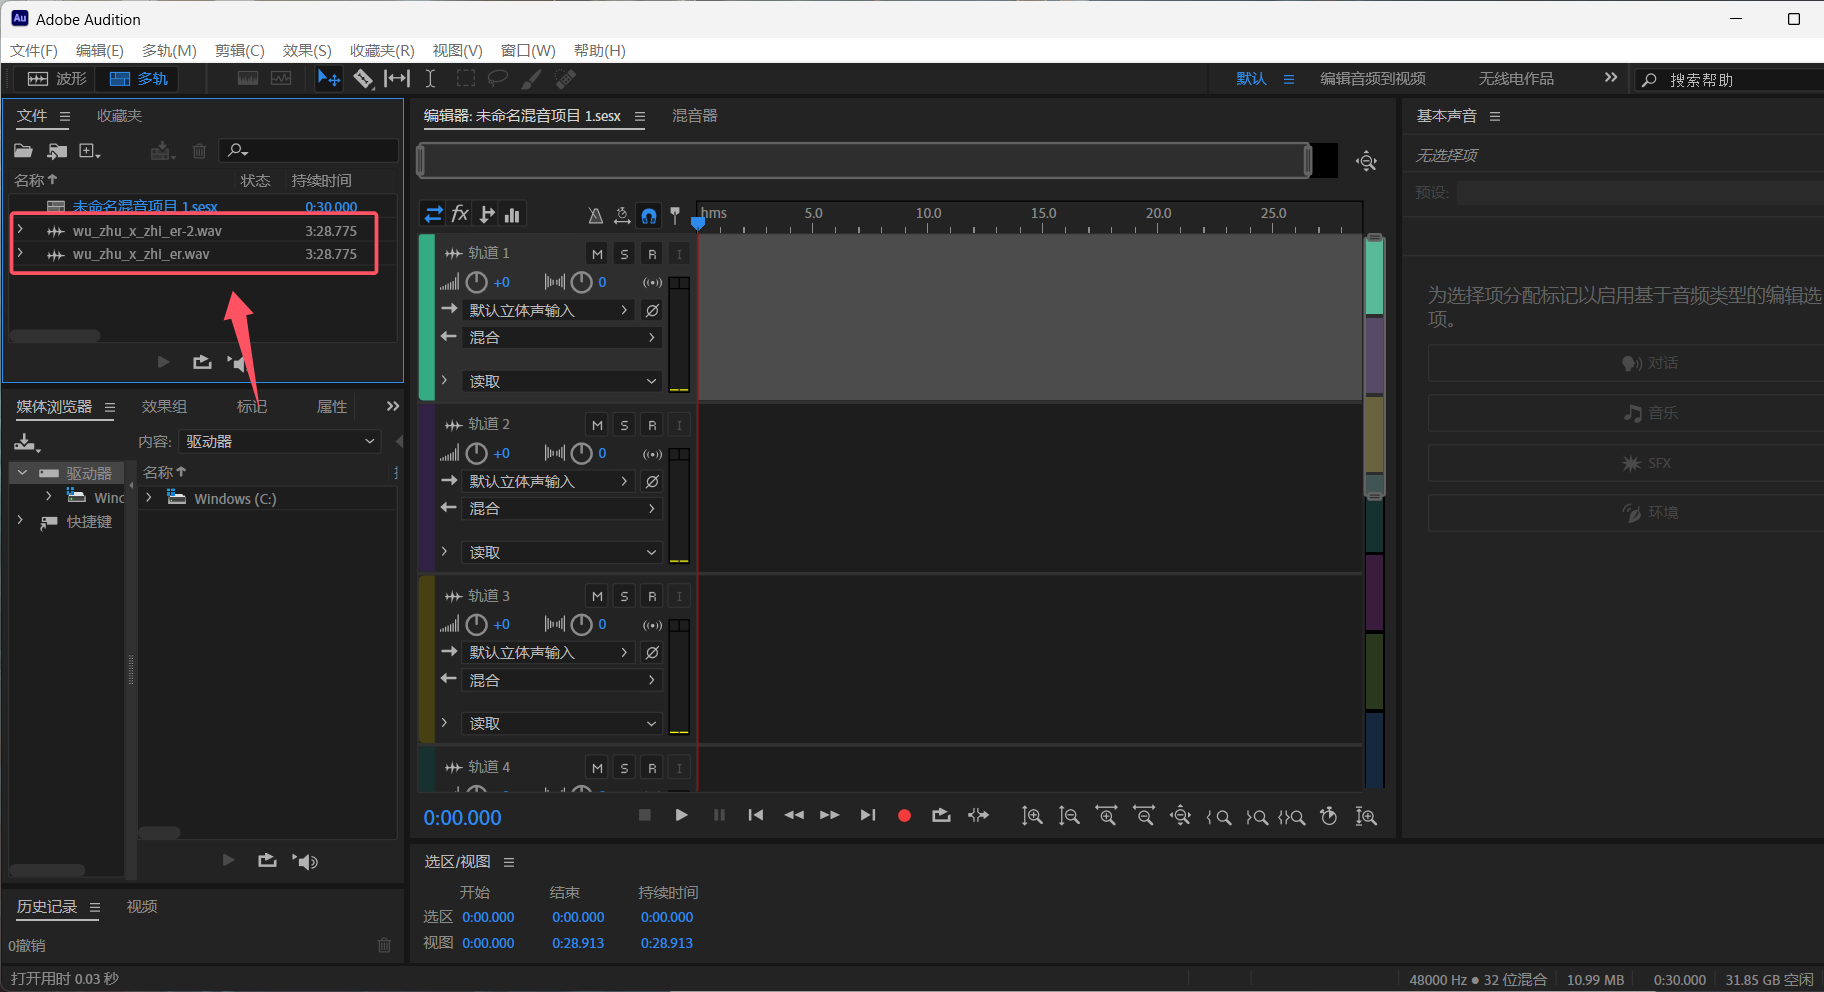 Au Adobe Audition
文件(F) 编辑(E) 多轨(M) 剪辑(C) 效果(S) 收藏夹(R) 视图(V) 窗口(W) 帮助(H)
波形 多轨 默认 编辑音频到视频 无线电作品 搜索帮助
文件 收藏夹
名称 状态 持续时间
未命名混音项目 1.sesx 0:30.000
wu_zhu_x_zhi_er-2.wav 3:28.775
wu_zhu_x_zhi_er.wav 3:28.775
媒体浏览器 效果组 标记 属性
内容: 驱动器
驱动器 名称
Winc Windows (C:)
快捷键
历史记录 视频
0撤销
编辑器: 未命名混音项目 1.sesx 混音器
fx hms 5.0 10.0 15.0 20.0 25.0
轨道 1 M S R I
+0 0
默认立体声输入
混合
读取
轨道 2 M S R I
+0 0
默认立体声输入
混合
读取
轨道 3 M S R I
+0 0
默认立体声输入
混合
读取
轨道 4 M S R I
0:00.000
选区/视图
开始 结束 持续时间
选区 0:00.000 0:00.000 0:00.000
视图 0:00.000 0:28.913 0:28.913
基本声音
无选择项
预设:
为选择项分配标记以启用基于音频类型的编辑选
项。
对话
音乐
SFX
环境
打开用时 0.03 秒 48000 Hz ● 32 位混合 10.99 MB 0:30.000 31.85 GB 空闲